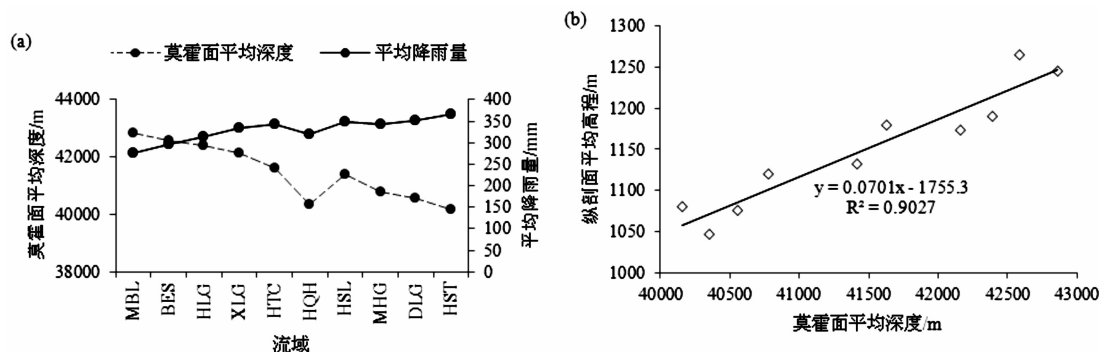 (a)
莫霍面平均深度 平均降雨量
莫霍面平均深度/m
44000
42000
40000
38000
平均降雨量/mm
400
350
300
250
200
150
100
50
0
MBL BES HLG XLG HTC HQH HSL MHG DLG HST
流域
(b)
纵剖面平均高程/m
1300
1250
1200
1150
1100
1050
1000
y = 0.0701x - 1755.3
R² = 0.9027
40000 40500 41000 41500 42000 42500 43000
莫霍面平均深度/m